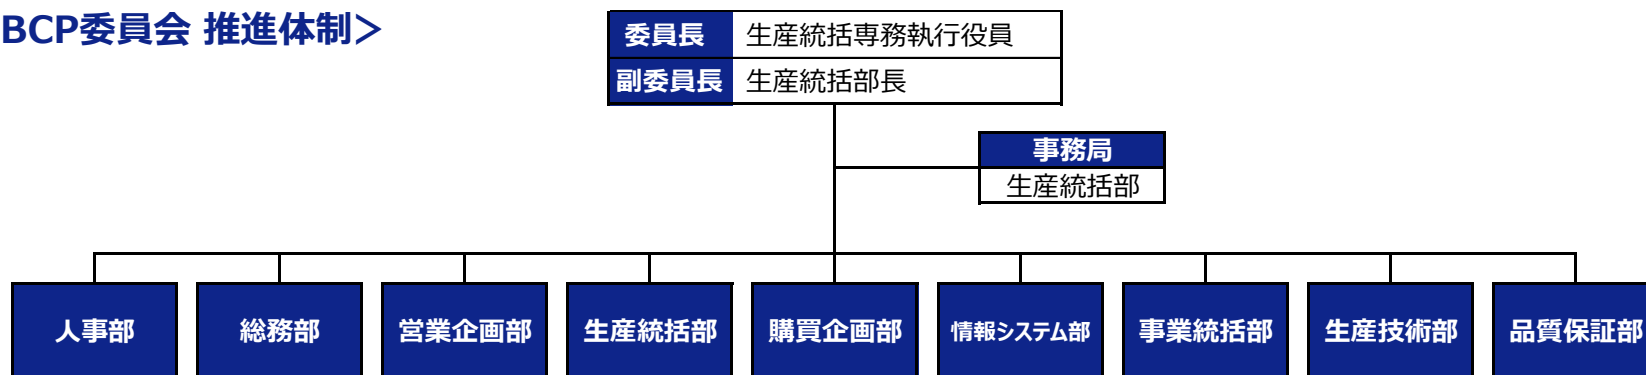 BCP委員会 推進体制＞
委員長 生産統括専務執行役員
副委員長 生産統括部長
事務局
生産統括部
人事部 総務部 営業企画部 生産統括部 購買企画部 情報システム部 事業統括部 生産技術部 品質保証部